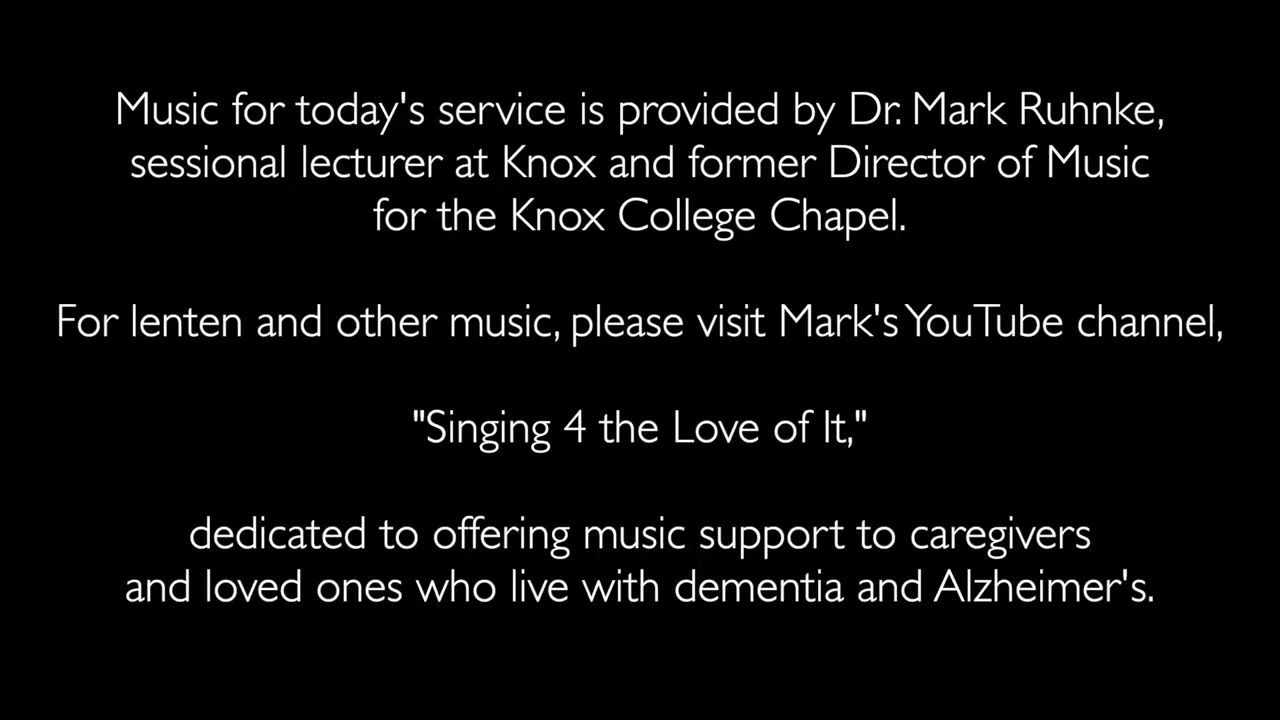 Music for today's service is provided by Dr. Mark Ruhnke,
sessional lecturer at Knox and former Director of Music
for the Knox College Chapel.
For lenten and other music, please visit Mark's YouTube channel,
"Singing 4 the Love of It,"
dedicated to offering music support to caregivers
and loved ones who live with dementia and Alzheimer's.